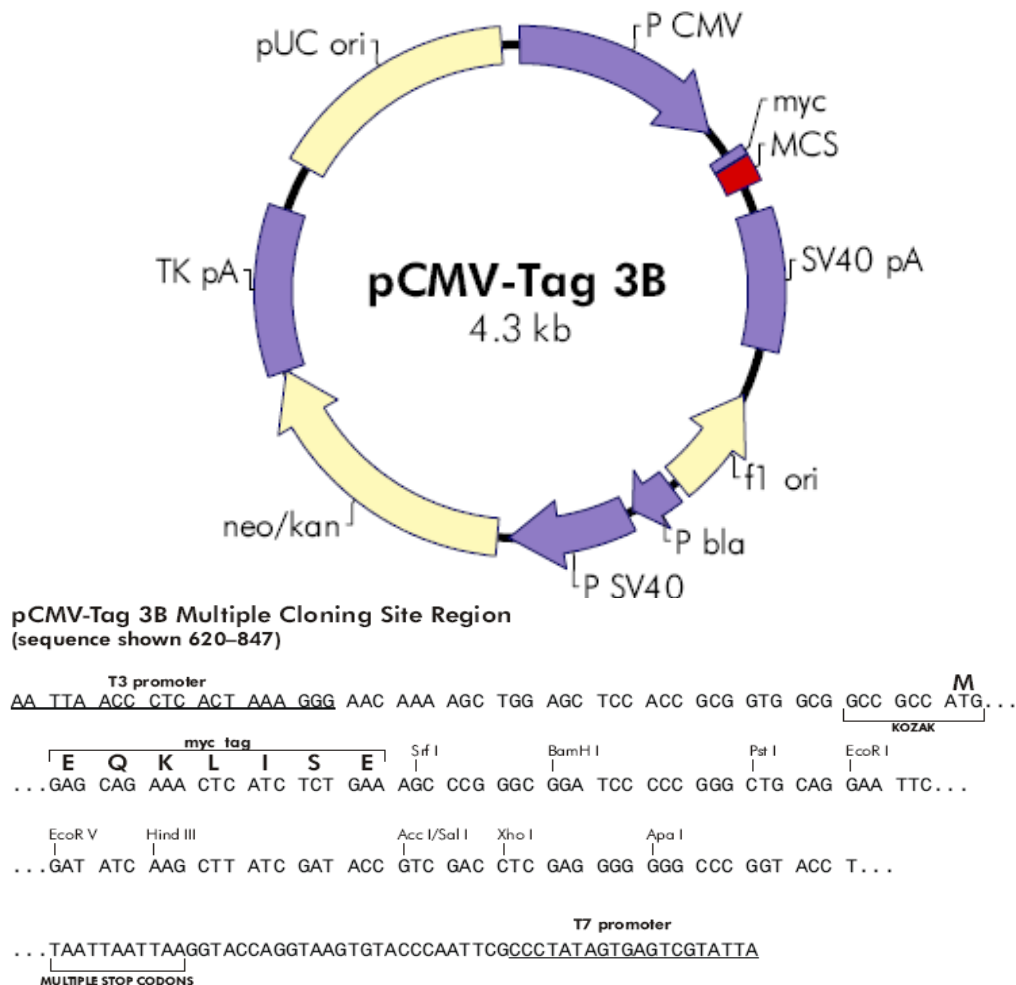 P CMV
pUC ori
myc
MCS
TK pA
pCMV-Tag 3B
4.3 kb
SV40 pA
f1 ori
neo/kan
P bla
P SV40
pCMV-Tag 3B Multiple Cloning Site Region
(sequence shown 620–847)
T3 promoter
M
AA TTA ACC CTC ACT AAA GGG AAC AAA AGC TGG AGC TCC ACC GCG GTG GCG GCC GCC ATG...
KOZAK
myc tag
E Q K L I S E Srf I BamH I Pst I EcoR I
...GAG CAG AAA CTC ATC TCT GAA AGC CCG GGC GGA TCC CCC GGG CTG CAG GAA TTC...
EcoR V Hind III Acc I/Sal I Xho I Apa I
...GAT ATC AAG CTT ATC GAT ACC GTC GAC CTC GAG GGG GGG CCC GGT ACC T...
T7 promoter
...TAATTAATTAAGGTACCAGGTAAGTGTACCCAATTCGCCCTATAGTGAGTCGTATTA
MULTIPLE STOP CODONS